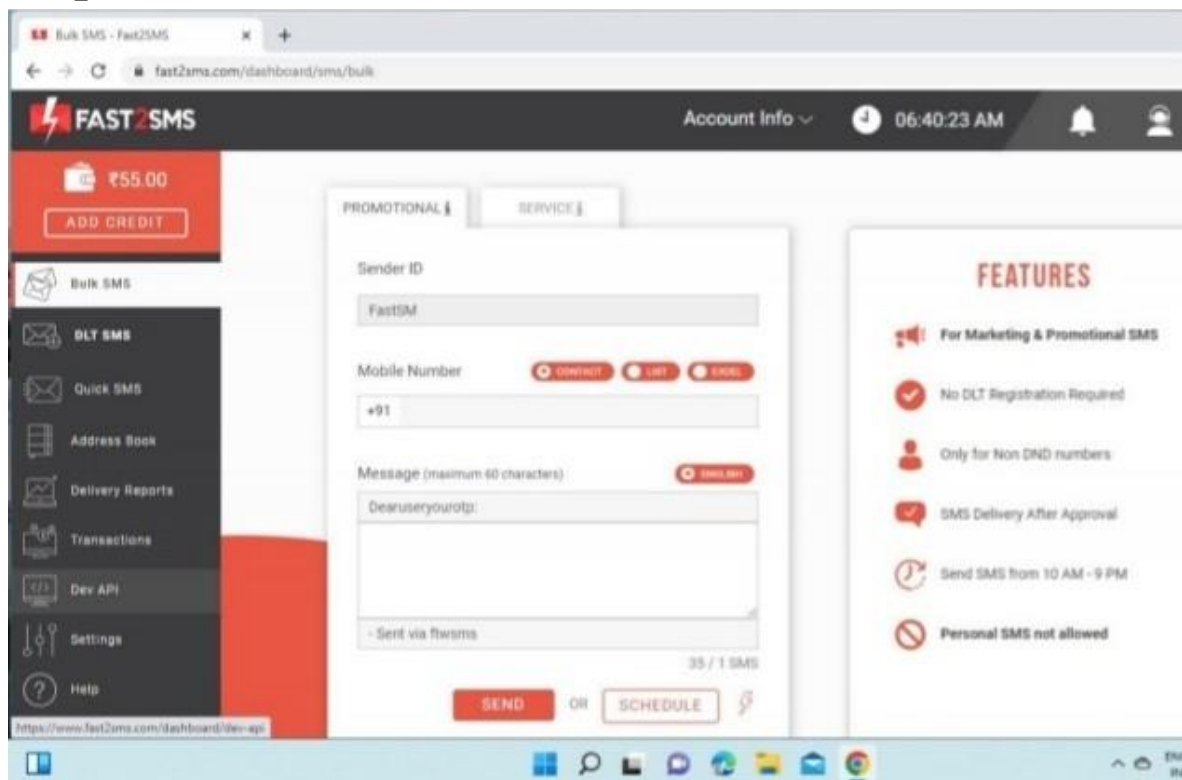 Bulk SMS - Fast2SMS
fast2sms.com/dashboard/sms/bulk
FAST2SMS
Account Info
06:40:23 AM
₹55.00
ADD CREDIT
Bulk SMS
DLT SMS
Quick SMS
Address Book
Delivery Reports
Transactions
Dev API
Settings
Help
https://www.fast2sms.com/dashboard/dev-api
PROMOTIONAL
SERVICE
Sender ID
FastSM
Mobile Number
CONTACT
LIST
EXCEL
+91
Message (maximum 60 characters)
ENGLISH
Dearuseryourotp:
- Sent via ftwsms
35 / 1 SMS
SEND
OR
SCHEDULE
FEATURES
For Marketing & Promotional SMS
No DLT Registration Required
Only for Non DND numbers
SMS Delivery After Approval
Send SMS from 10 AM - 9 PM
Personal SMS not allowed